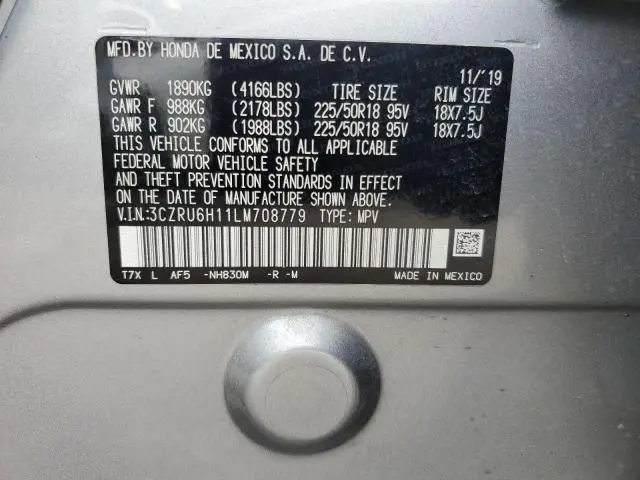 MFD.BY HONDA DE MEXICO S.A. DE C.V.
11/'19
GVWR 1890KG (4166LBS) TIRE SIZE RIM SIZE
GAWR F 988KG (2178LBS) 225/50R18 95V 18X7.5J
GAWR R 902KG (1988LBS) 225/50R18 95V 18X7.5J
THIS VEHICLE CONFORMS TO ALL APPLICABLE
FEDERAL MOTOR VEHICLE SAFETY
AND THEFT PREVENTION STANDARDS IN EFFECT
ON THE DATE OF MANUFACTURE SHOWN ABOVE.
V.I.N:3CZRU6H11LM708779 TYPE: MPV
T7X L AF5 -NH830M -R -M MADE IN MEXICO